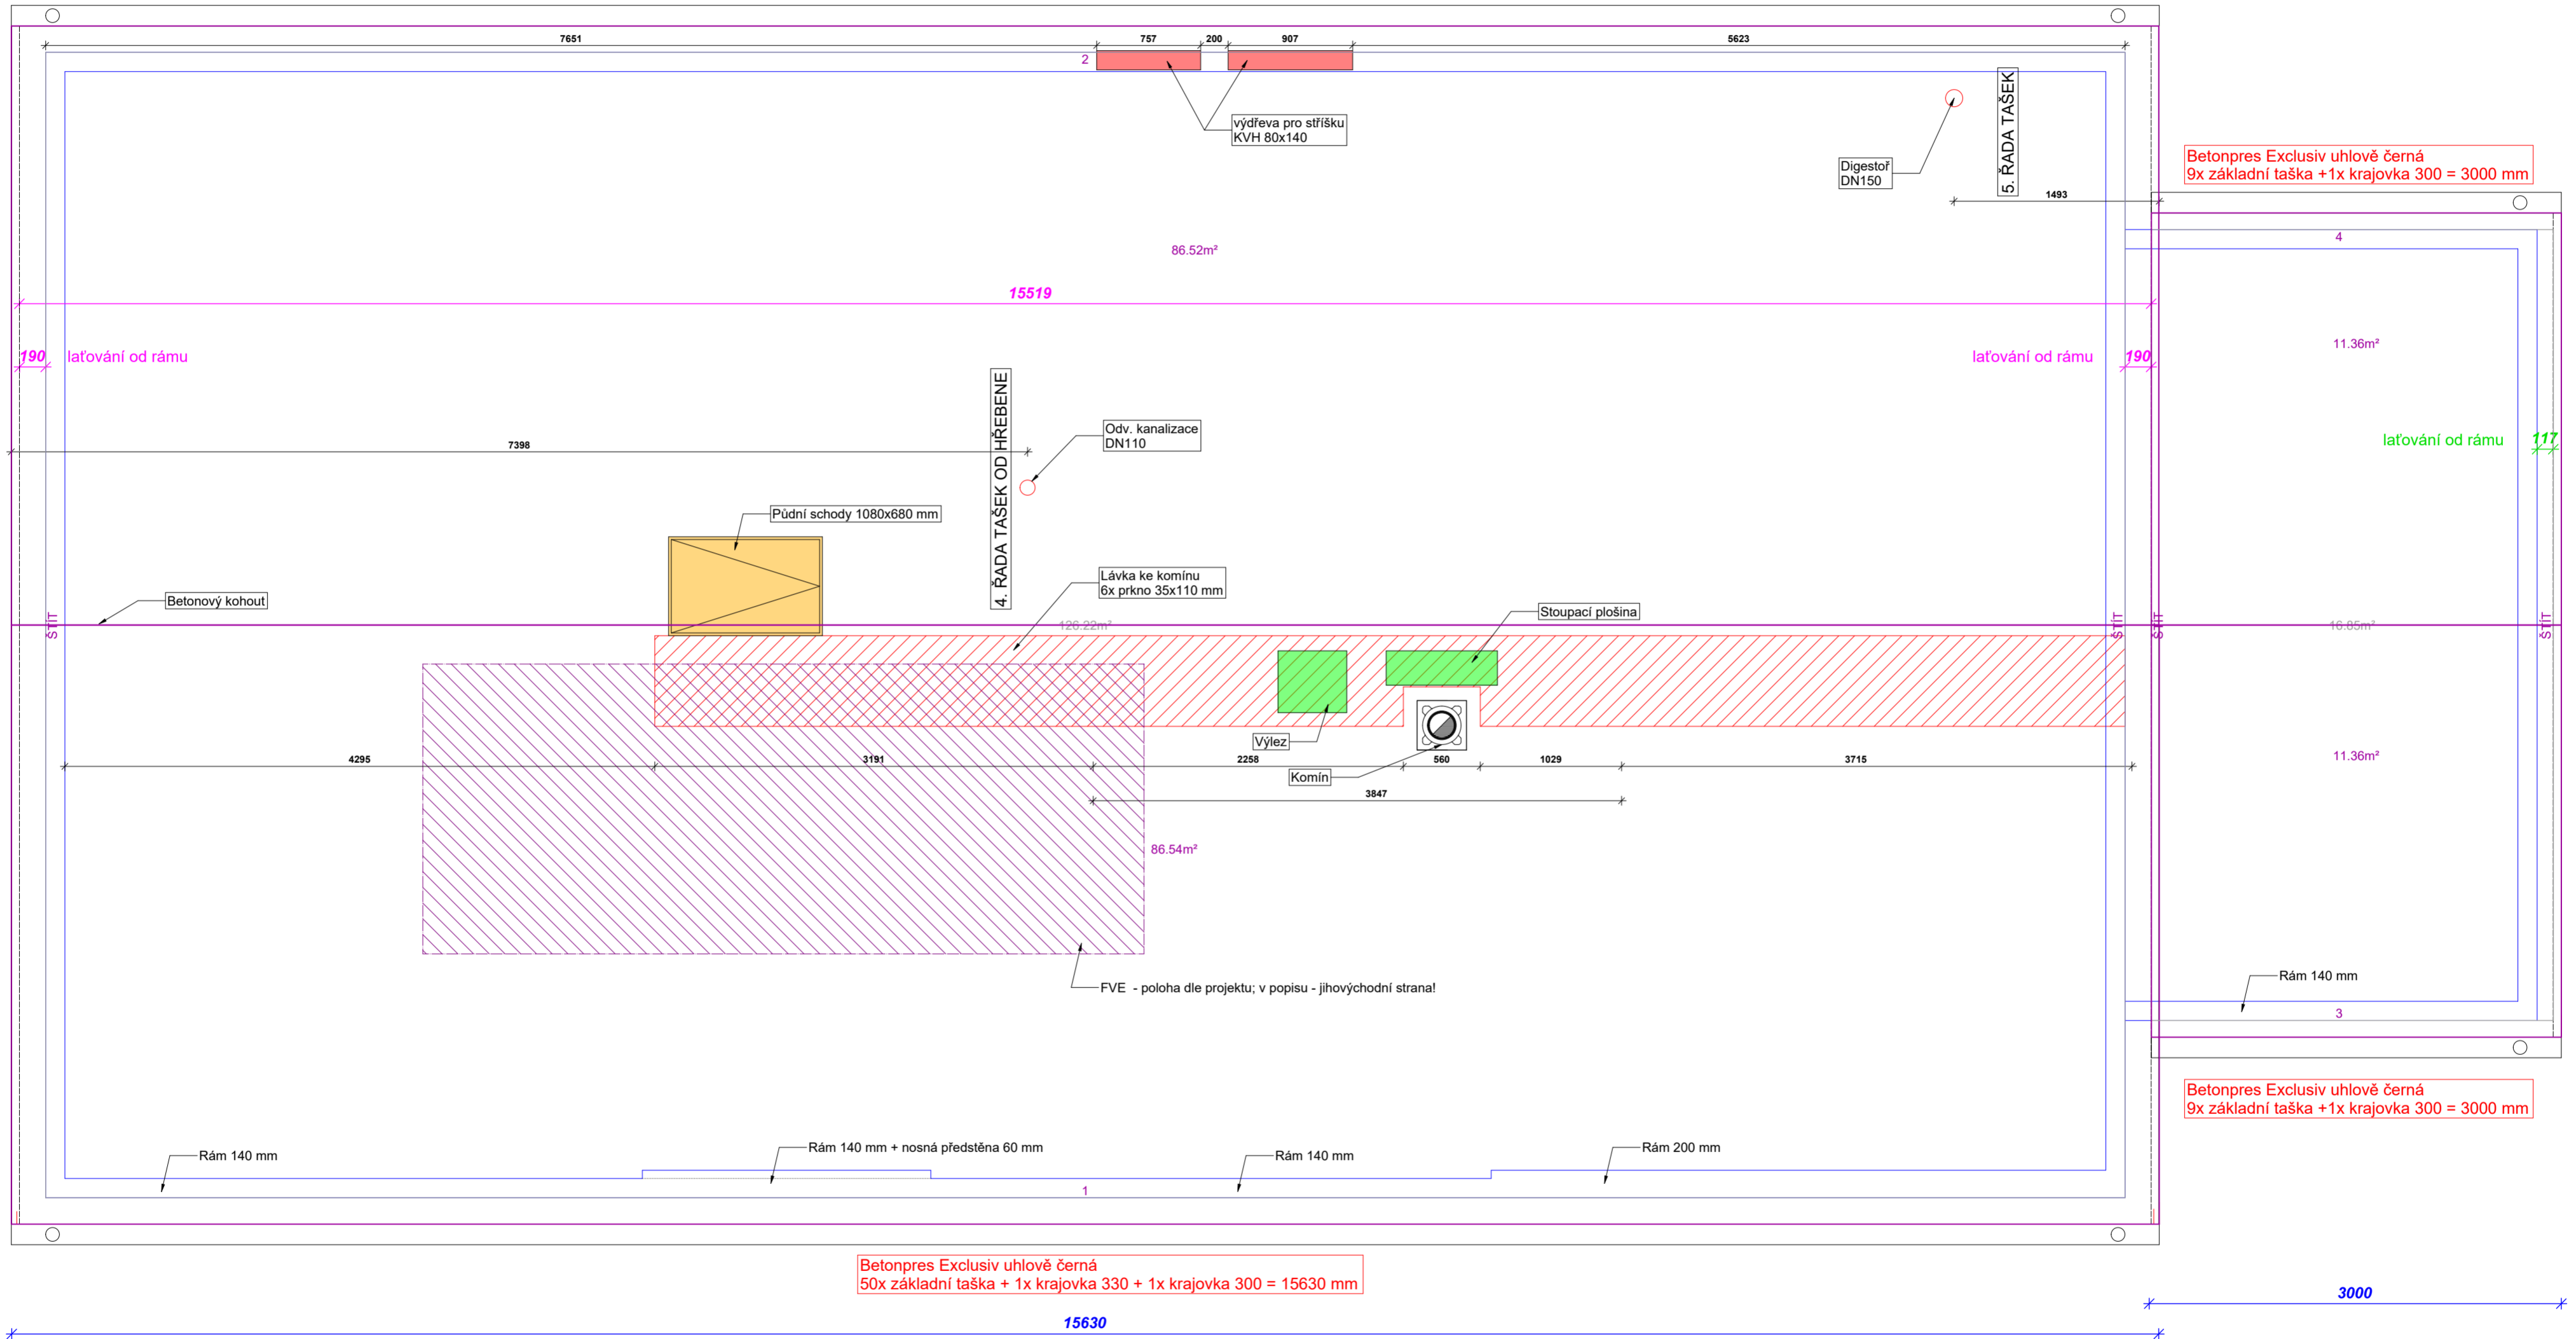 7651
757
200
907
5623
2
výdřeva pro stříšku
KVH 80x140
Digestoř
DN150
5. ŘADA TAŠEK
1493
Betonpres Exclusiv uhlově černá
9x základní taška +1x krajovka 300 = 3000 mm
4
86.52m²
15519
190
laťování od rámu
laťování od rámu
190
11.36m²
laťování od rámu
117
7398
4. ŘADA TAŠEK OD HŘEBENE
Odv. kanalizace
DN110
Půdní schody 1080x680 mm
Lávka ke komínu
6x prkno 35x110 mm
Betonový kohout
Stoupací plošina
ŠTÍT
126.22m²
ŠTÍT
ŠTÍT
16.85m²
ŠTÍT
Výlez
Komín
11.36m²
4295
3191
2258
560
1029
3715
3847
86.54m²
FVE - poloha dle projektu; v popisu - jihovýchodní strana!
Rám 140 mm
3
Rám 140 mm
Rám 140 mm + nosná předstěna 60 mm
Rám 140 mm
Rám 200 mm
1
Betonpres Exclusiv uhlově černá
9x základní taška +1x krajovka 300 = 3000 mm
Betonpres Exclusiv uhlově černá
50x základní taška + 1x krajovka 330 + 1x krajovka 300 = 15630 mm
3000
15630